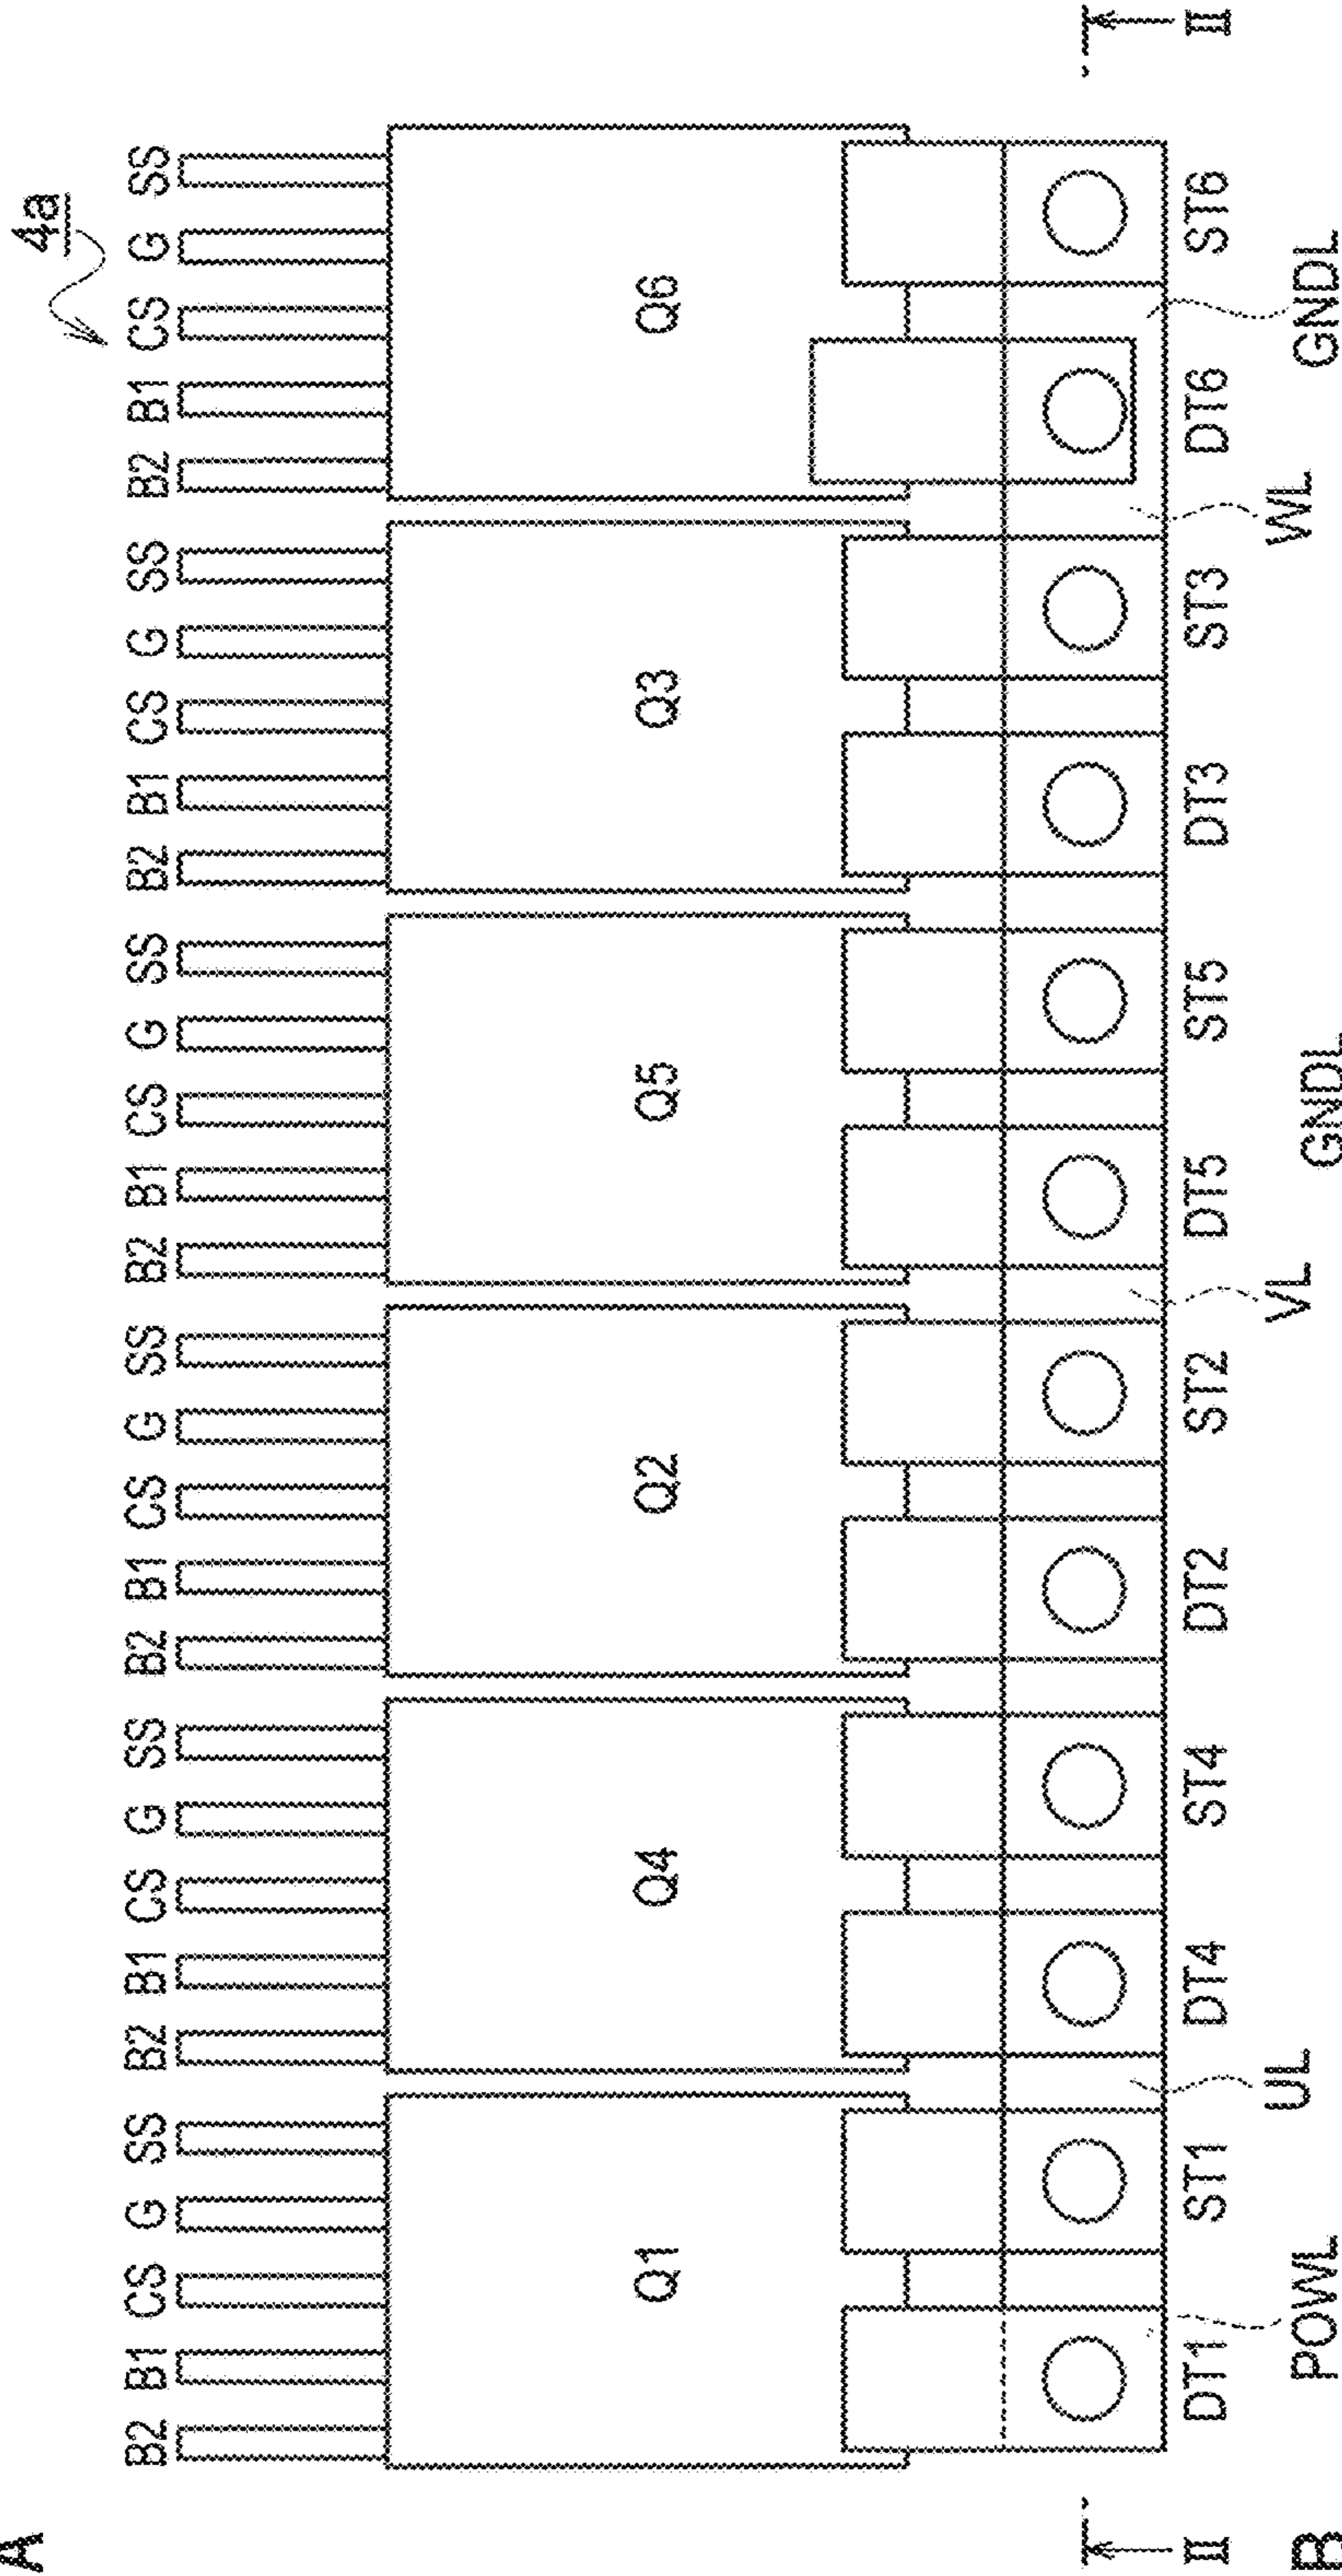 A
4a
B2 B1 CS G SS B2 B1 CS G SS B2 B1 CS G SS B2 B1 CS G SS B2 B1 CS G SS B2 B1 CS G SS
Q1 Q4 Q2 Q5 Q3 Q6
II II
DT1 ST1 DT4 ST4 DT2 ST2 DT5 ST5 DT3 ST3 DT6 ST6
UL VL WL
POWL GNDL GNDL
B